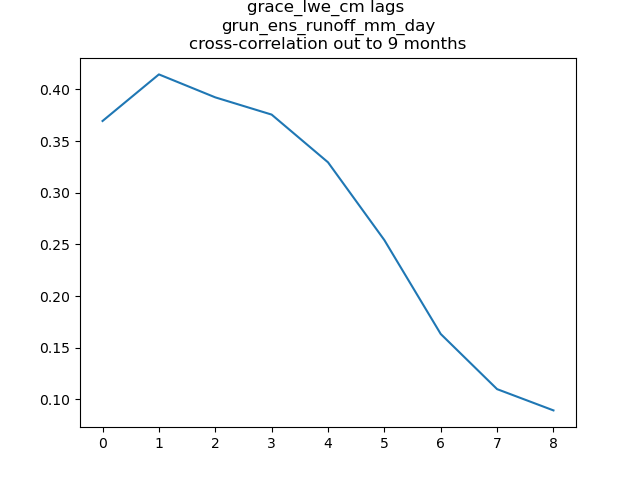 grace_lwe_cm lags
grun_ens_runoff_mm_day
cross-correlation out to 9 months
0.40
0.35
0.30
0.25
0.20
0.15
0.10
0 1 2 3 4 5 6 7 8